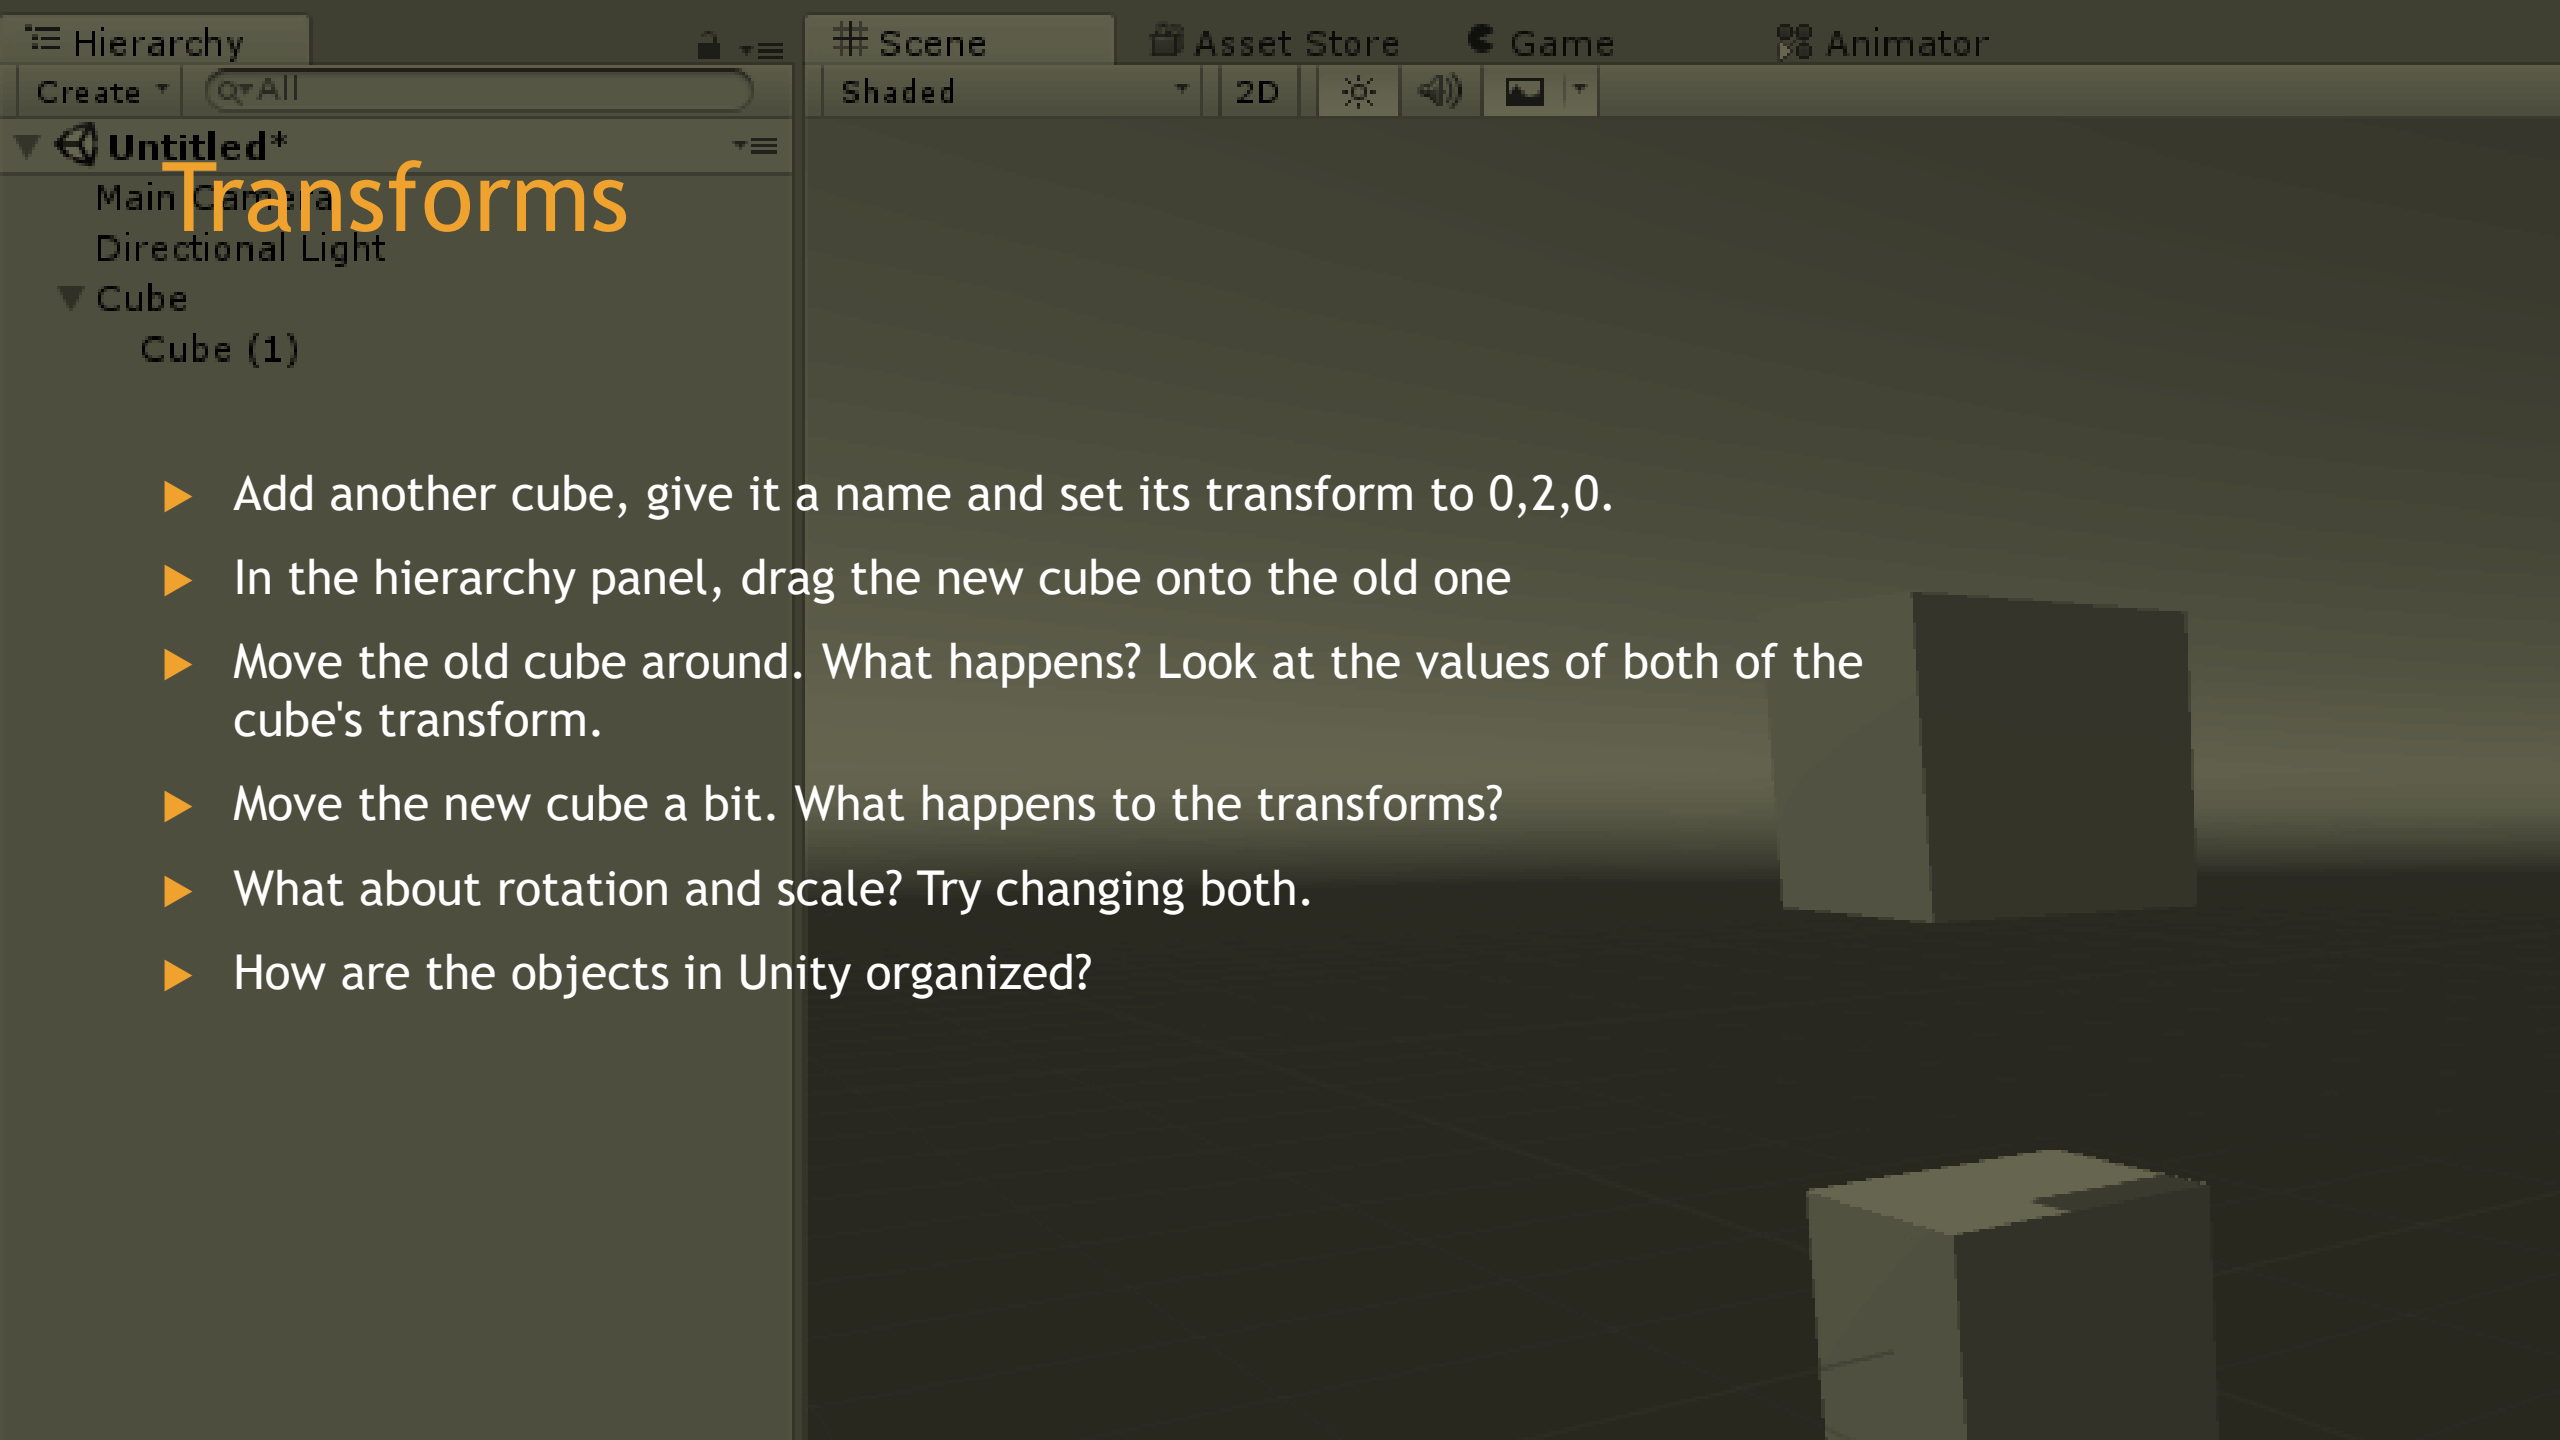 Hierarchy
Scene
Asset Store
Game
Animator
Create
All
Shaded
2D
Untitled*
Main Camera
Transforms
Directional Light
Cube
Cube (1)
Add another cube, give it a name and set its transform to 0,2,0.
In the hierarchy panel, drag the new cube onto the old one
Move the old cube around. What happens? Look at the values of both of the
cube's transform.
Move the new cube a bit. What happens to the transforms?
What about rotation and scale? Try changing both.
How are the objects in Unity organized?